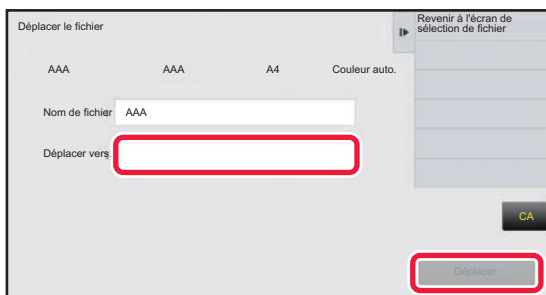 Déplacer le fichier
Revenir à l'écran de
sélection de fichier
AAA AAA A4 Couleur auto.
Nom de fichier AAA
Déplacer vers:
CA
Déplacer